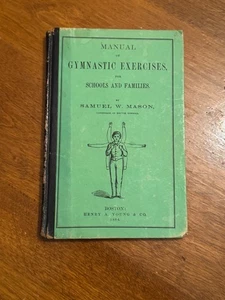 MANUAL
OF
GYMNASTIC EXERCISES,
FOR
SCHOOLS AND FAMILIES.
BY
SAMUEL W. MASON,
BOSTON:
HENRY A. YOUNG & CO.